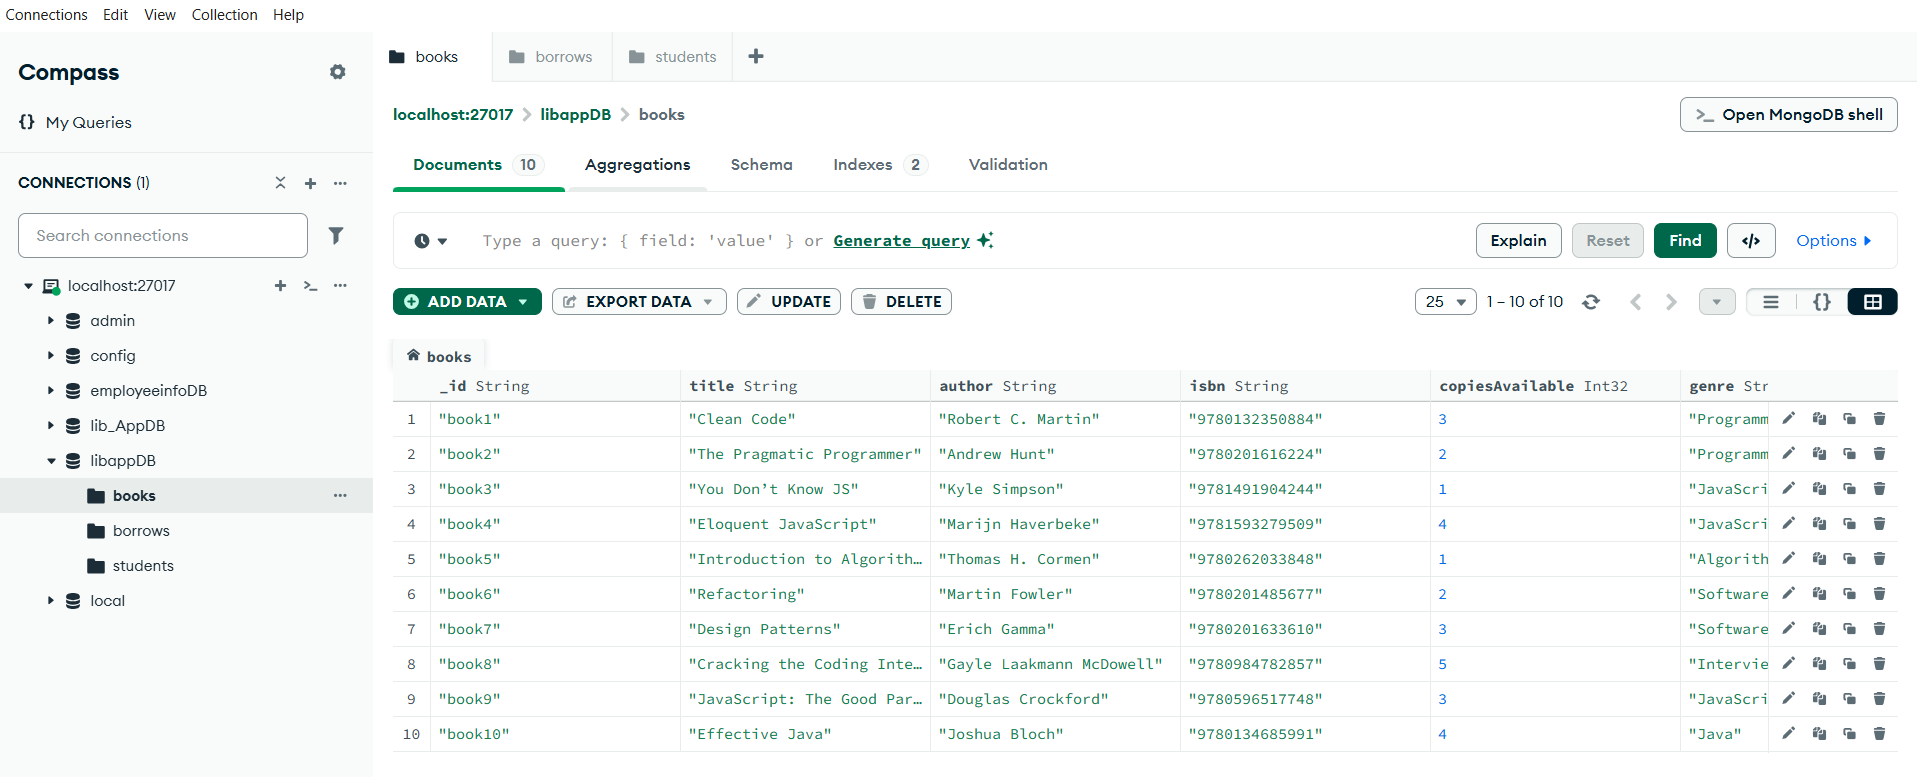 Connections Edit View Collection Help
Compass
{} My Queries
CONNECTIONS (1)
Search connections
localhost:27017
admin
config
employeeinfoDB
lib_AppDB
libappDB
books
borrows
students
local
books borrows students
localhost:27017 > libappDB > books
>_ Open MongoDB shell
Documents 10 Aggregations Schema Indexes 2 Validation
Type a query: { field: 'value' } or Generate query
Explain Reset Find </> Options
ADD DATA EXPORT DATA UPDATE DELETE
25 1 – 10 of 10 {}
books
_id String title String author String isbn String copiesAvailable Int32 genre Str
1 "book1" "Clean Code" "Robert C. Martin" "9780132350884" 3 "Programm
2 "book2" "The Pragmatic Programmer" "Andrew Hunt" "9780201616224" 2 "Programm
3 "book3" "You Don’t Know JS" "Kyle Simpson" "9781491904244" 1 "JavaScri
4 "book4" "Eloquent JavaScript" "Marijn Haverbeke" "9781593279509" 4 "JavaScri
5 "book5" "Introduction to Algorith… "Thomas H. Cormen" "9780262033848" 1 "Algorith
6 "book6" "Refactoring" "Martin Fowler" "9780201485677" 2 "Software
7 "book7" "Design Patterns" "Erich Gamma" "9780201633610" 3 "Software
8 "book8" "Cracking the Coding Inte… "Gayle Laakmann McDowell" "9780984782857" 5 "Intervie
9 "book9" "JavaScript: The Good Par… "Douglas Crockford" "9780596517748" 3 "JavaScri
10 "book10" "Effective Java" "Joshua Bloch" "9780134685991" 4 "Java"